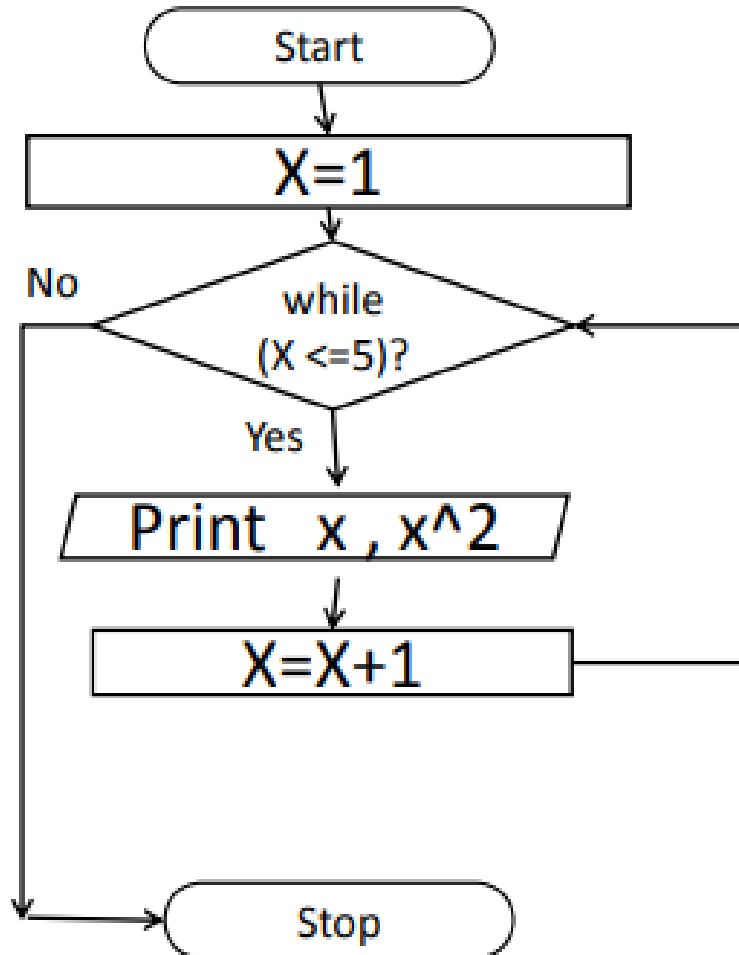 Start
X=1
No
while
(X <=5)?
Yes
Print x , x^2
X=X+1
Stop